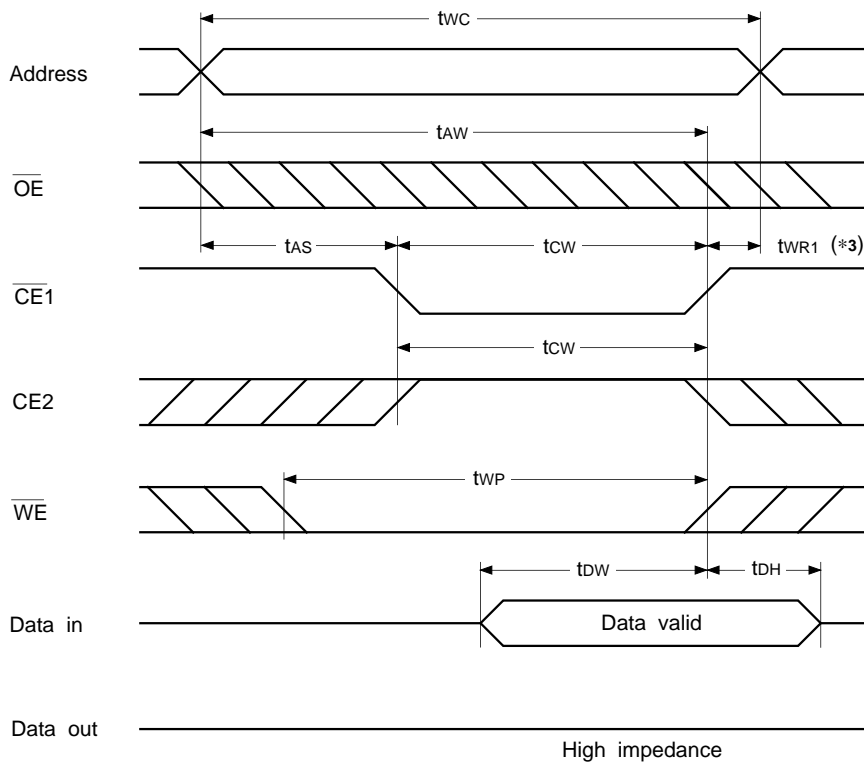 tWC
Address
tAW
OE
tAS tCW tWR1 (*3)
CE1
tCW
CE2
tWP
WE
tDW tDH
Data in Data valid
Data out
High impedance